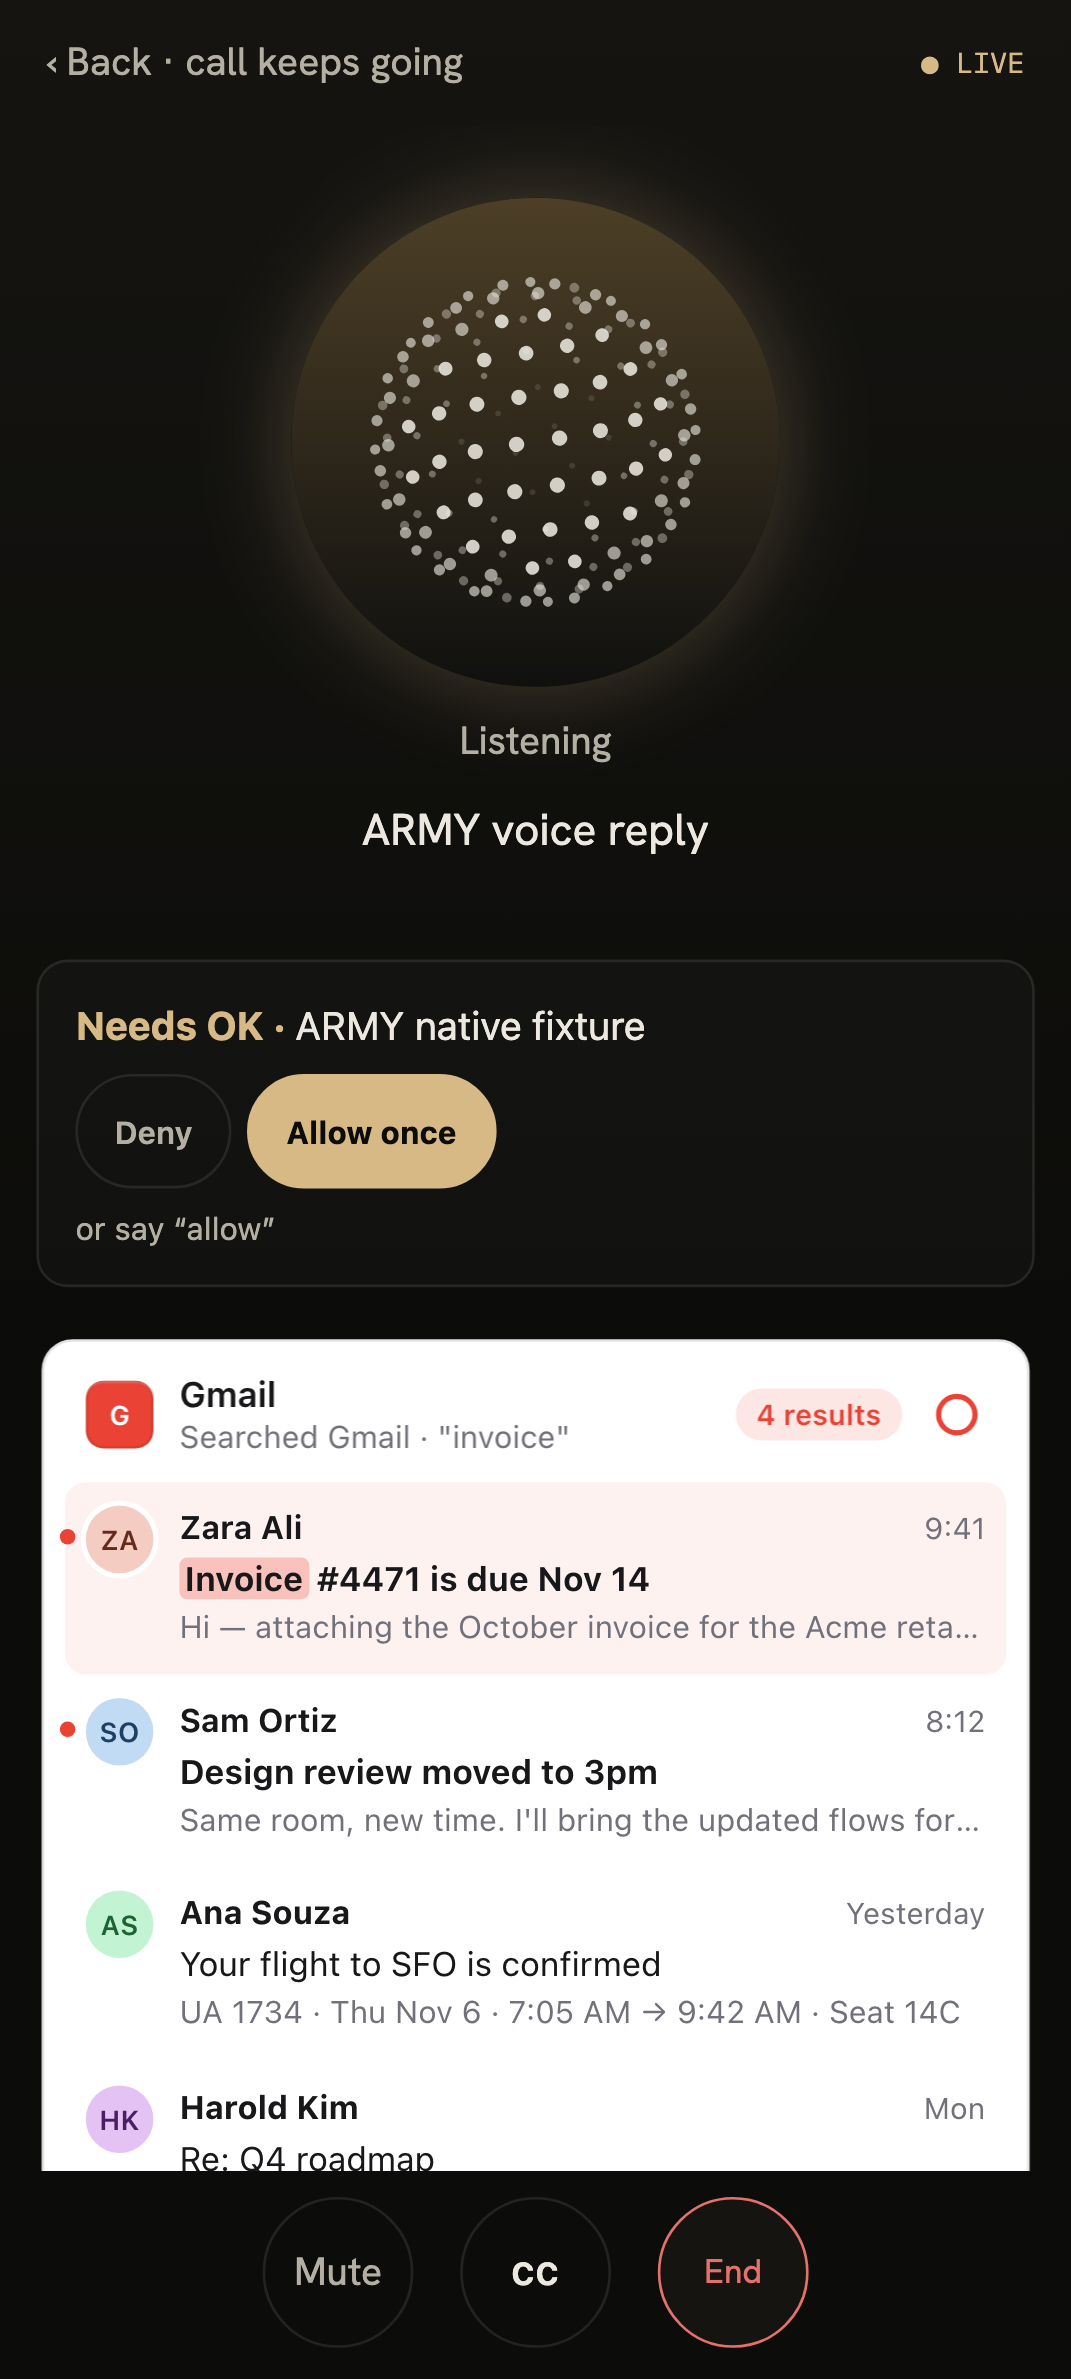 ‹ Back · call keeps going
LIVE
Listening
ARMY voice reply
Needs OK · ARMY native fixture
Deny
Allow once
or say “allow”
G
Gmail
Searched Gmail · "invoice"
4 results
ZA
Zara Ali
9:41
Invoice #4471 is due Nov 14
Hi — attaching the October invoice for the Acme reta...
SO
Sam Ortiz
8:12
Design review moved to 3pm
Same room, new time. I'll bring the updated flows for...
AS
Ana Souza
Yesterday
Your flight to SFO is confirmed
UA 1734 · Thu Nov 6 · 7:05 AM → 9:42 AM · Seat 14C
HK
Harold Kim
Mon
Re: Q4 roadmap
Mute
CC
End